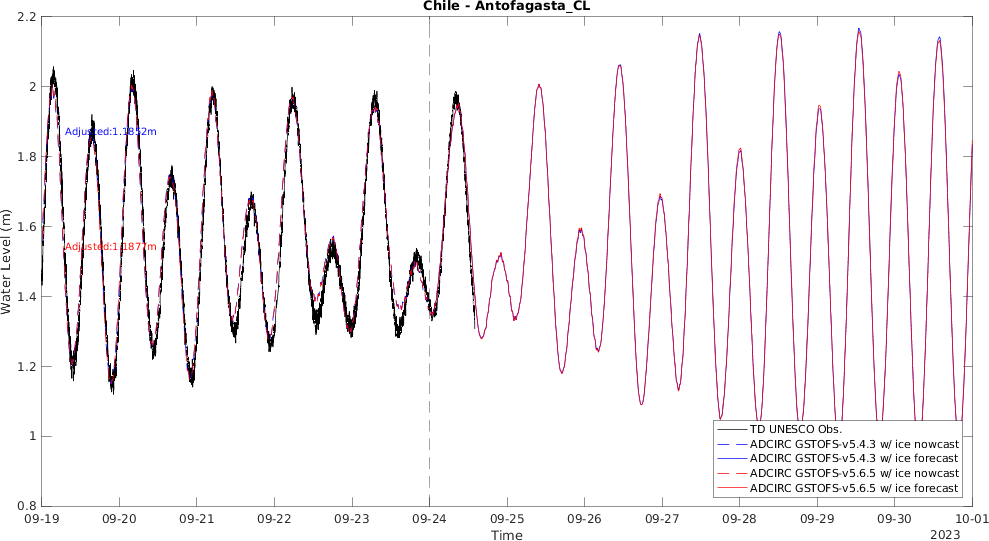 Chile - Antofagasta_CL
2.2
2
1.8
1.6
1.4
1.2
1
0.8
Water Level (m)
Adjusted:1.1852m
Adjusted:1.1877m
TD UNESCO Obs.
ADCIRC GSTOFS-v5.4.3 w/ ice nowcast
ADCIRC GSTOFS-v5.4.3 w/ ice forecast
ADCIRC GSTOFS-v5.6.5 w/ ice nowcast
ADCIRC GSTOFS-v5.6.5 w/ ice forecast
09-19 09-20 09-21 09-22 09-23 09-24 09-25 09-26 09-27 09-28 09-29 09-30 10-01
Time
2023